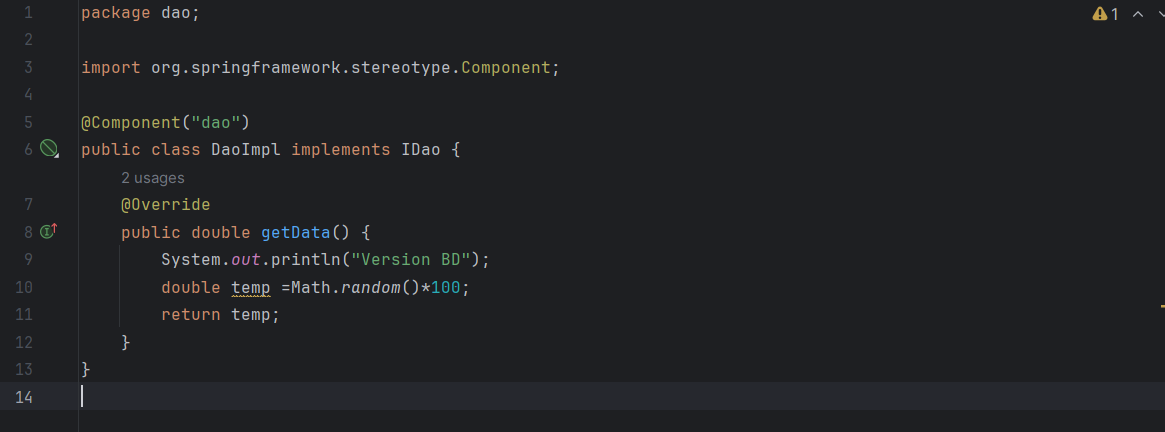 1 package dao;
2
3 import org.springframework.stereotype.Component;
4
5 @Component("dao")
6 public class DaoImpl implements IDao {
2 usages
7 @Override
8 public double getData() {
9 System.out.println("Version BD");
10 double temp =Math.random()*100;
11 return temp;
12 }
13 }
14
1